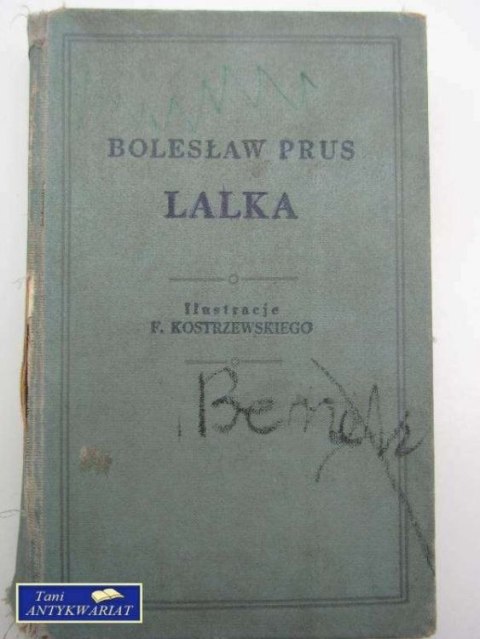 BOLESŁAW PRUS
LALKA
Ilustracje
F. KOSTRZEWSKIEGO
Tani
ANTYKWARIAT